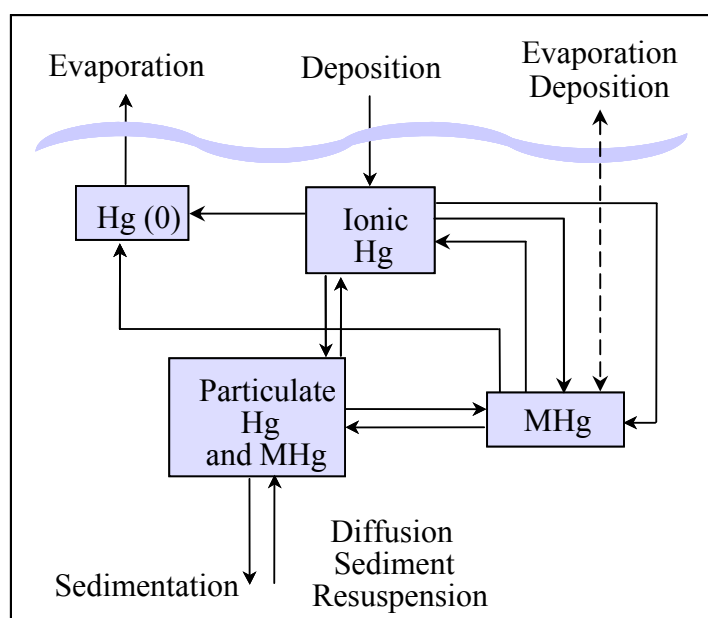 Evaporation
Deposition
Evaporation
Deposition
Hg (0)
Ionic
Hg
Particulate
Hg
and MHg
MHg
Diffusion
Sediment
Resuspension
Sedimentation